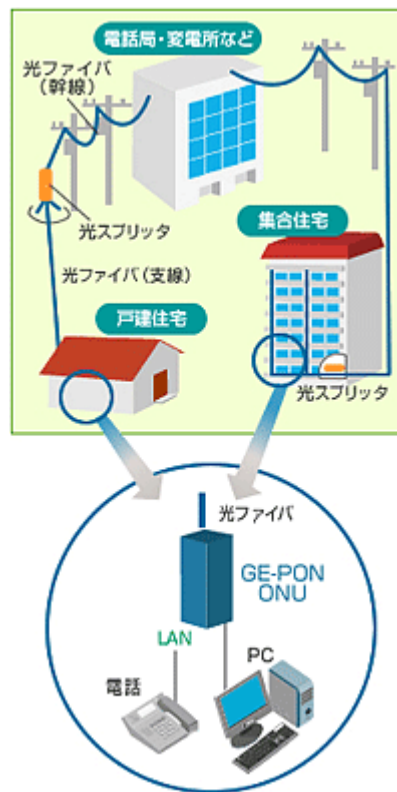 電話局・変電所など
光ファイバ
（幹線）
光スプリッタ
集合住宅
光ファイバ（支線）
戸建住宅
光スプリッタ
光ファイバ
GE-PON
ONU
LAN
PC
電話